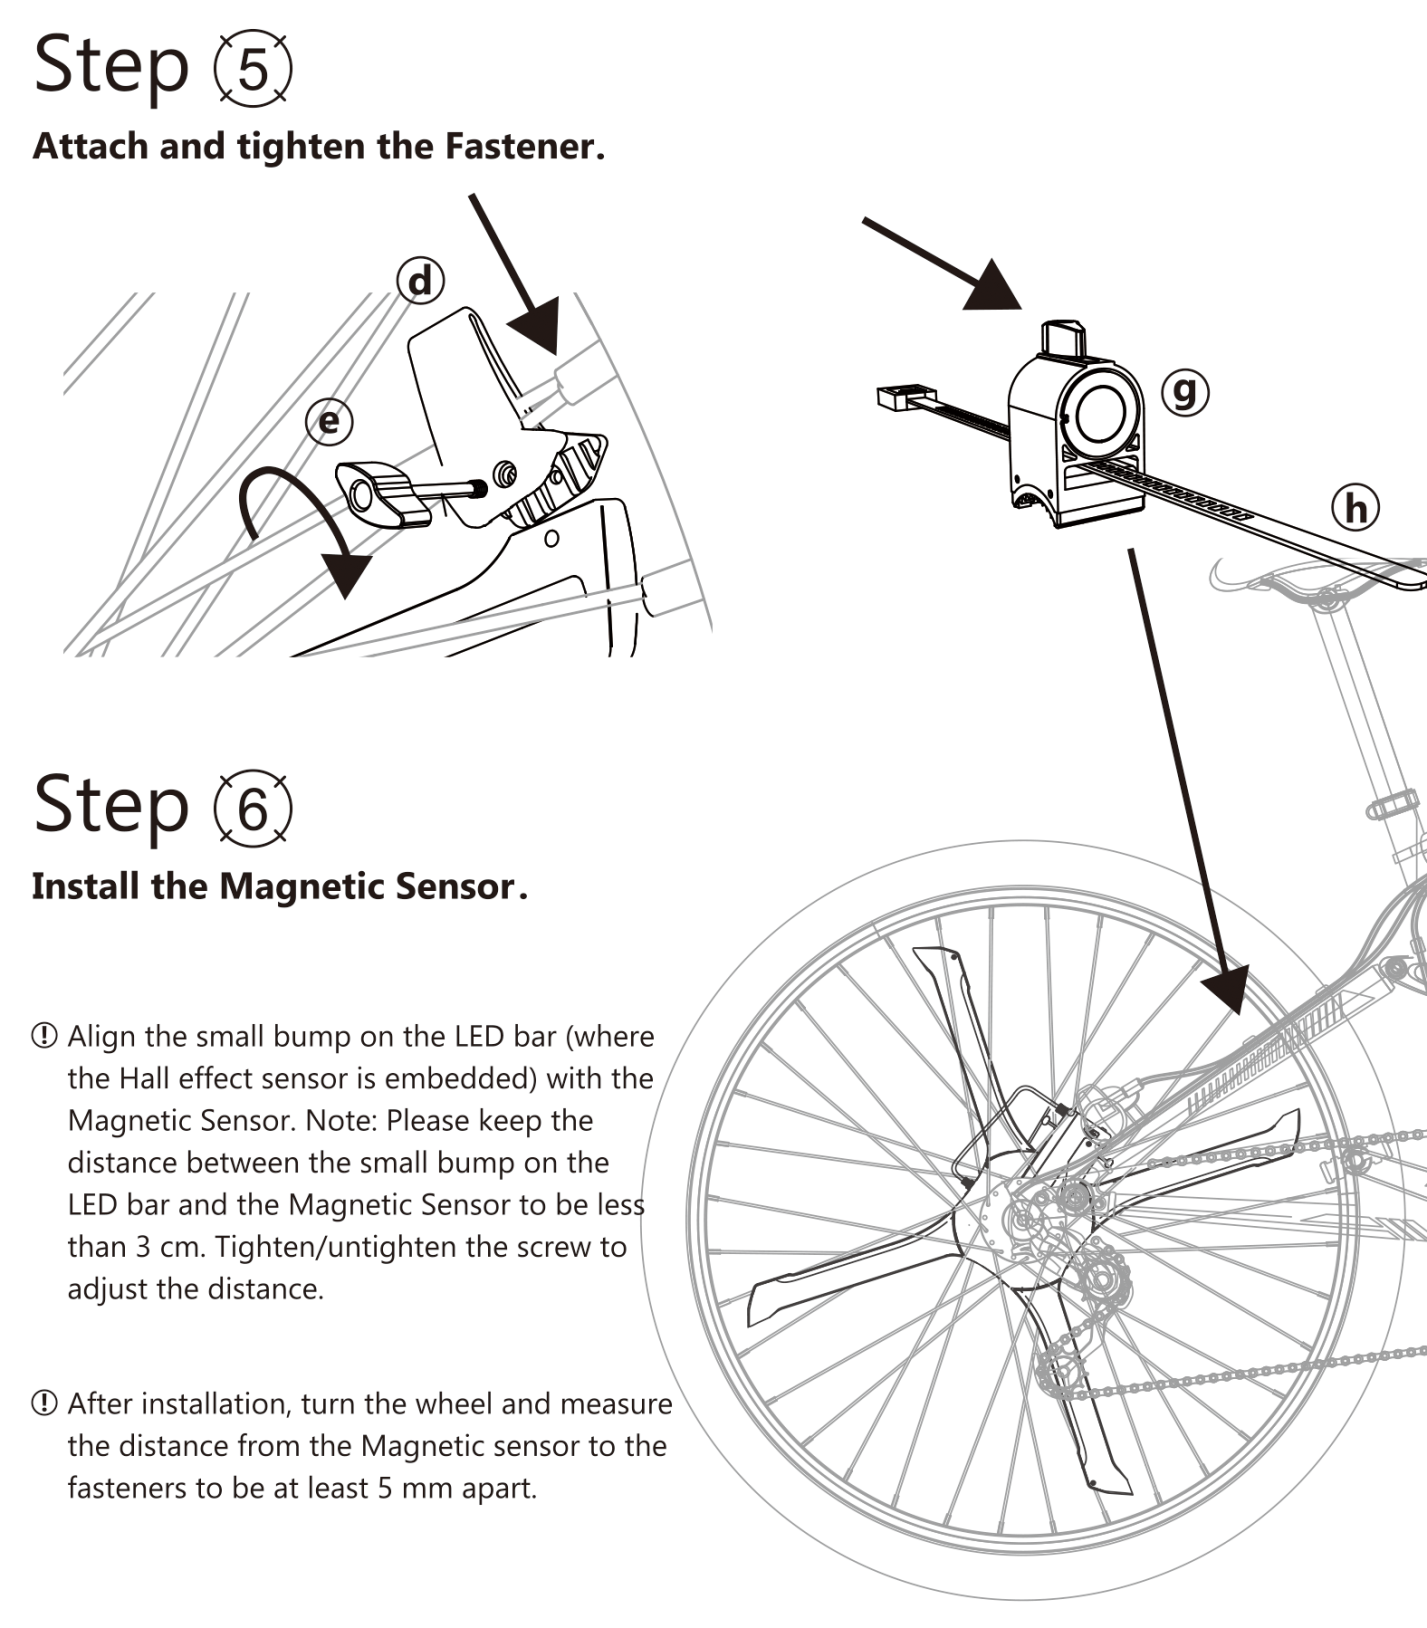 Step 5
Attach and tighten the Fastener.
d
e
g
h
Step 6
Install the Magnetic Sensor.
! Align the small bump on the LED bar (where
the Hall effect sensor is embedded) with the
Magnetic Sensor. Note: Please keep the
distance between the small bump on the
LED bar and the Magnetic Sensor to be less
than 3 cm. Tighten/untighten the screw to
adjust the distance.
! After installation, turn the wheel and measure
the distance from the Magnetic sensor to the
fasteners to be at least 5 mm apart.